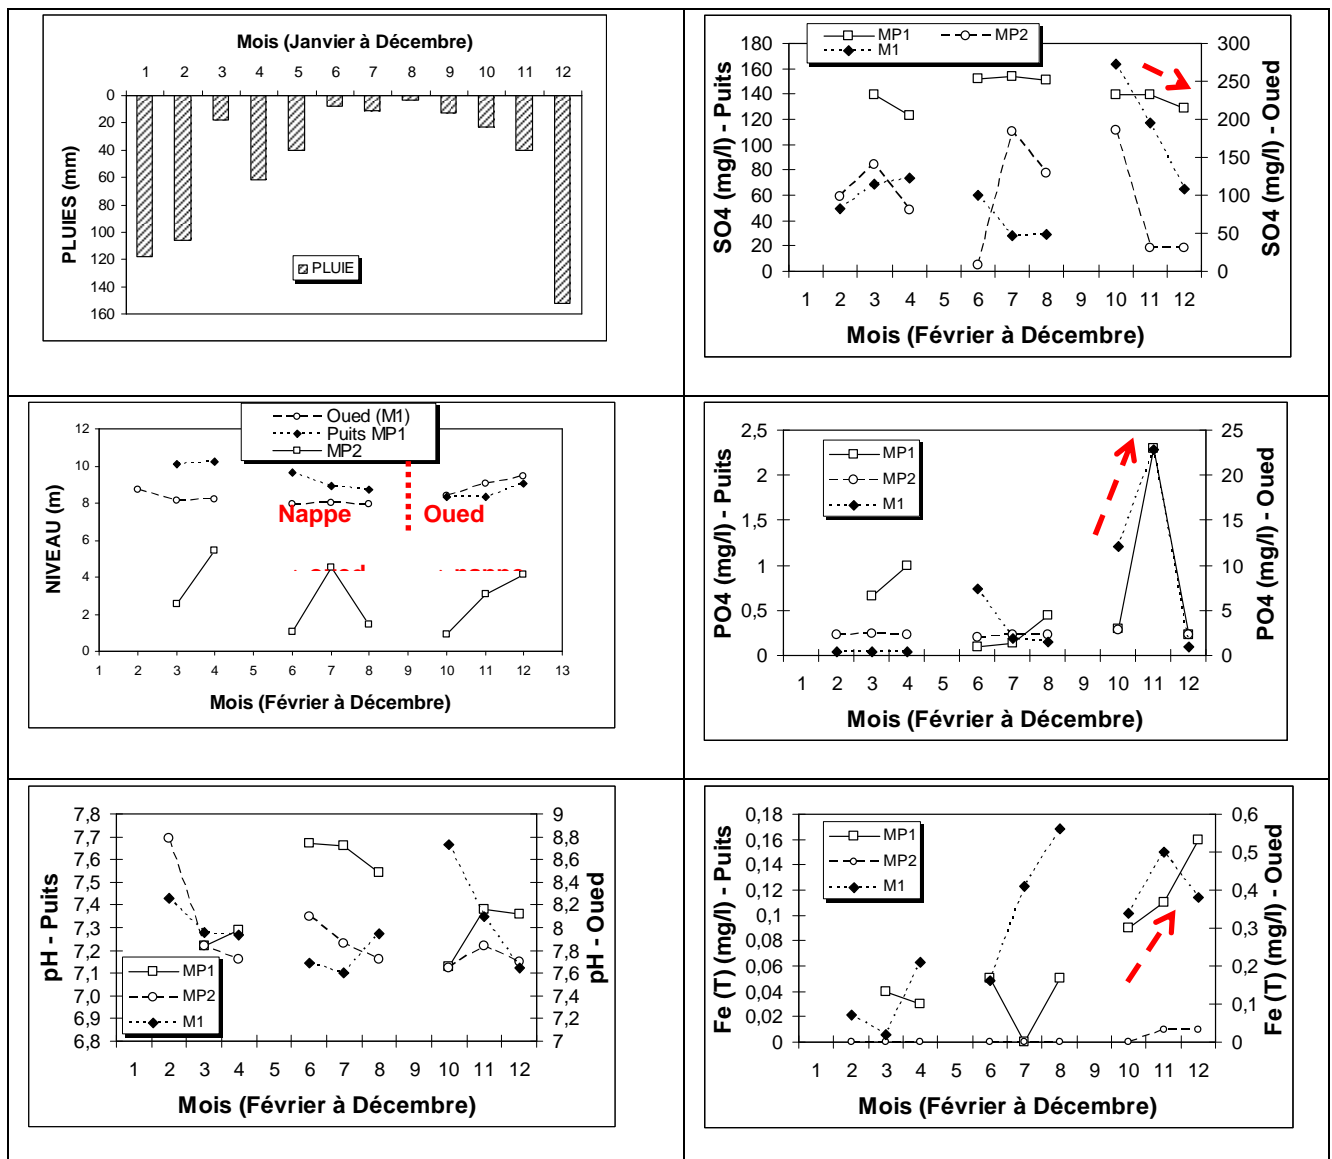 Mois (Janvier à Décembre)
1 2 3 4 5 6 7 8 9 10 11 12
0
20
40
60
80
100
120
140
160
PLUIES (mm)
PLUIE
MP1 MP2
M1
180
160
140
120
100
80
60
40
20
0
300
250
200
150
100
50
0
SO4 (mg/l) - Puits
SO4 (mg/l) - Oued
1 2 3 4 5 6 7 8 9 10 11 12
Mois (Février à Décembre)
Oued (M1)
Puits MP1
MP2
12
10
8
6
4
2
0
NIVEAU (m)
Nappe Oued
1 2 3 4 5 6 7 8 9 10 11 12 13
Mois (Février à Décembre)
2,5
2
1,5
1
0,5
0
25
20
15
10
5
0
MP1
MP2
M1
PO4 (mg/l) - Puits
PO4 (mg/l) - Oued
1 2 3 4 5 6 7 8 9 10 11 12
Mois (Février à Décembre)
7,8
7,7
7,6
7,5
7,4
7,3
7,2
7,1
7,0
6,9
6,8
9
8,8
8,6
8,4
8,2
8
7,8
7,6
7,4
7,2
7
pH - Puits
pH - Oued
MP1
MP2
M1
1 2 3 4 5 6 7 8 9 10 11 12
Mois (Février à Décembre)
0,18
0,16
0,14
0,12
0,1
0,08
0,06
0,04
0,02
0
0,6
0,5
0,4
0,3
0,2
0,1
0
MP1
MP2
M1
Fe (T) (mg/l) - Puits
Fe (T) (mg/l) - Oued
1 2 3 4 5 6 7 8 9 10 11 12
Mois (Février à Décembre)